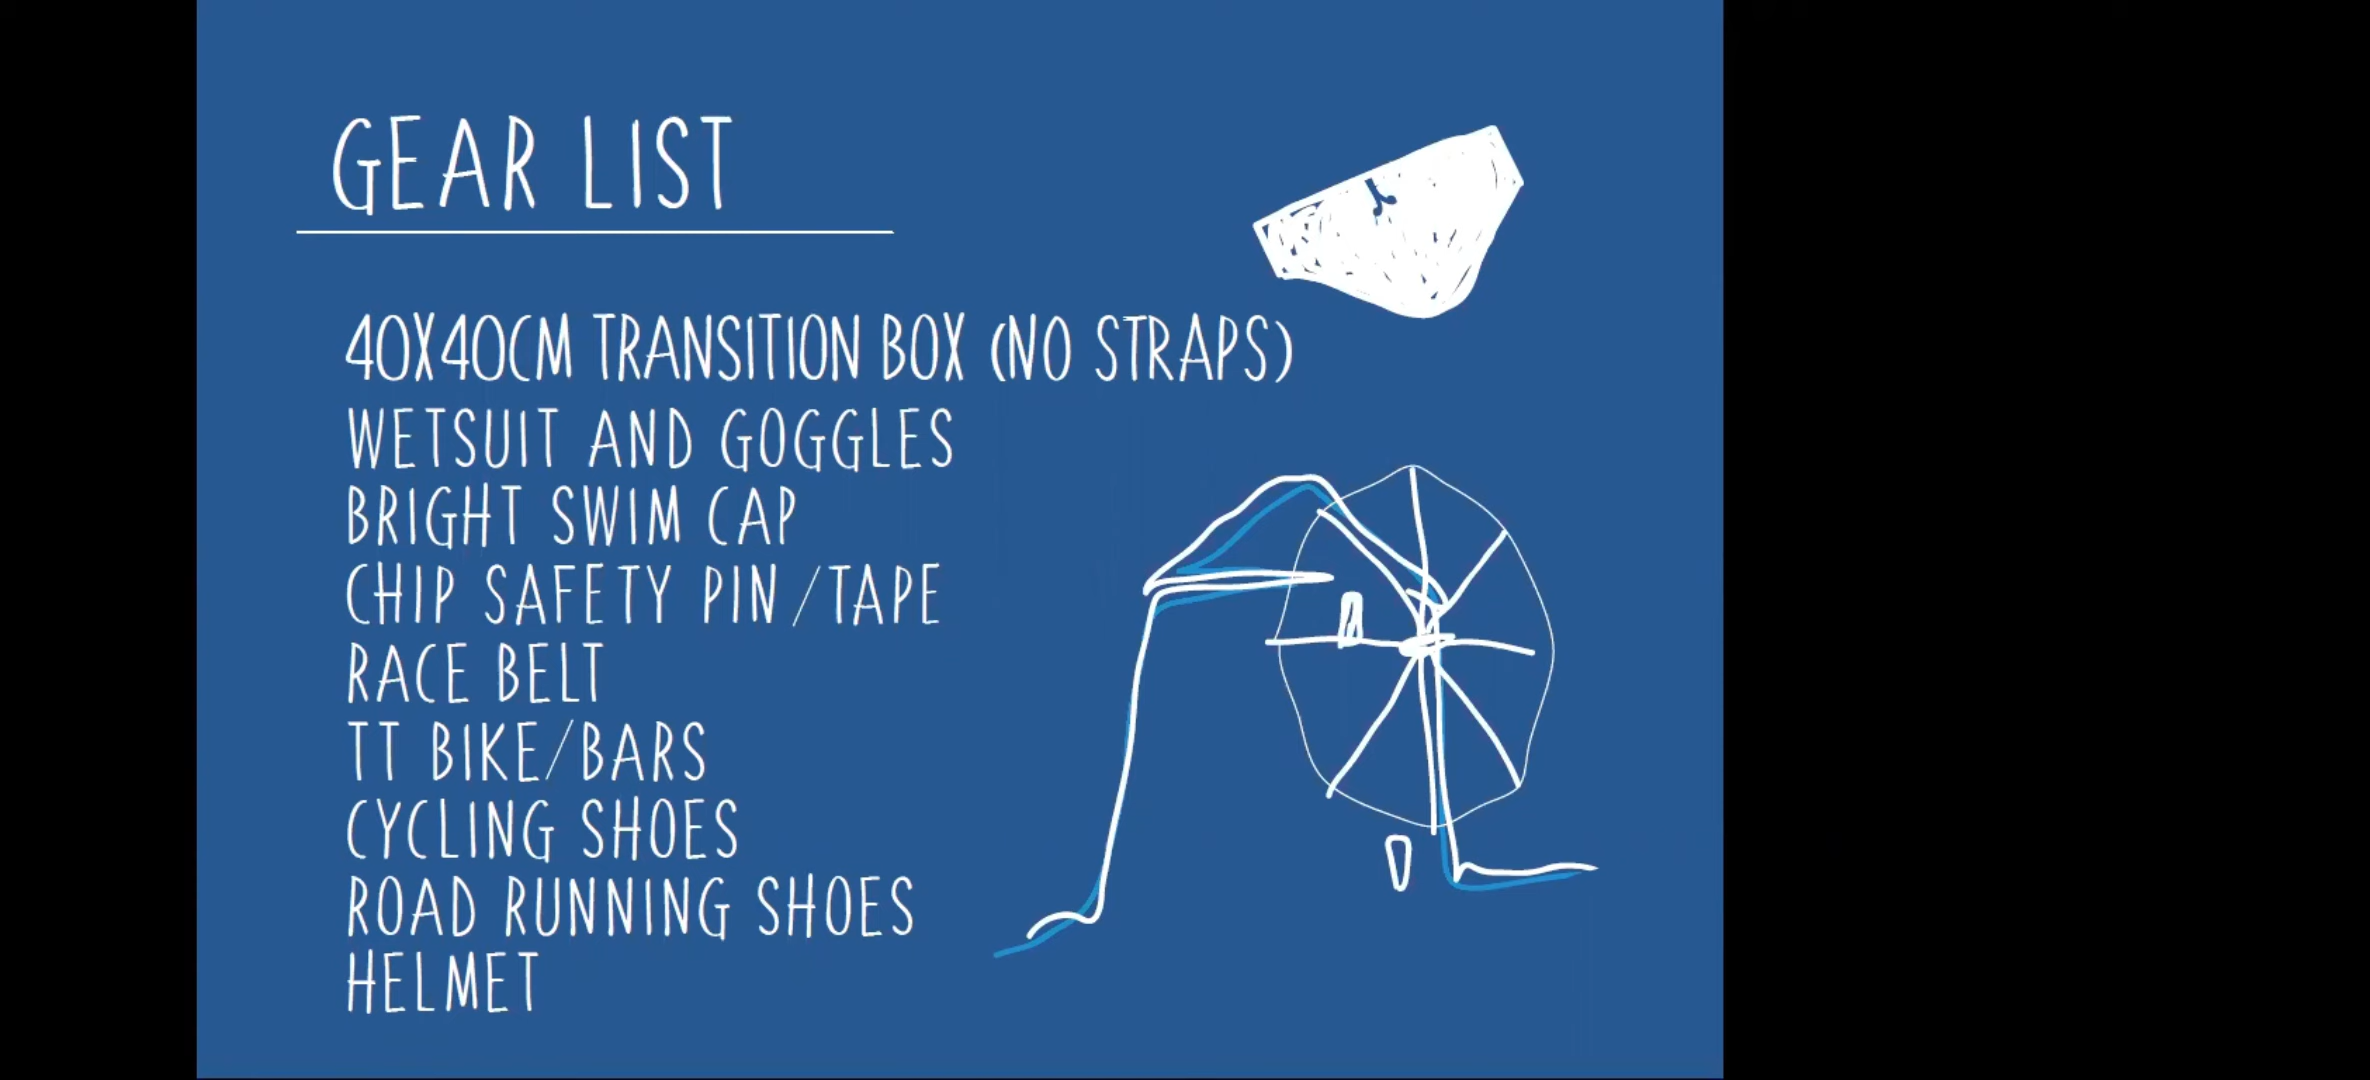 GEAR LIST
40X40CM TRANSITION BOX (NO STRAPS)
WETSUIT AND GOGGLES
BRIGHT SWIM CAP
CHIP SAFETY PIN/TAPE
RACE BELT
TT BIKE/BARS
CYCLING SHOES
ROAD RUNNING SHOES
HELMET